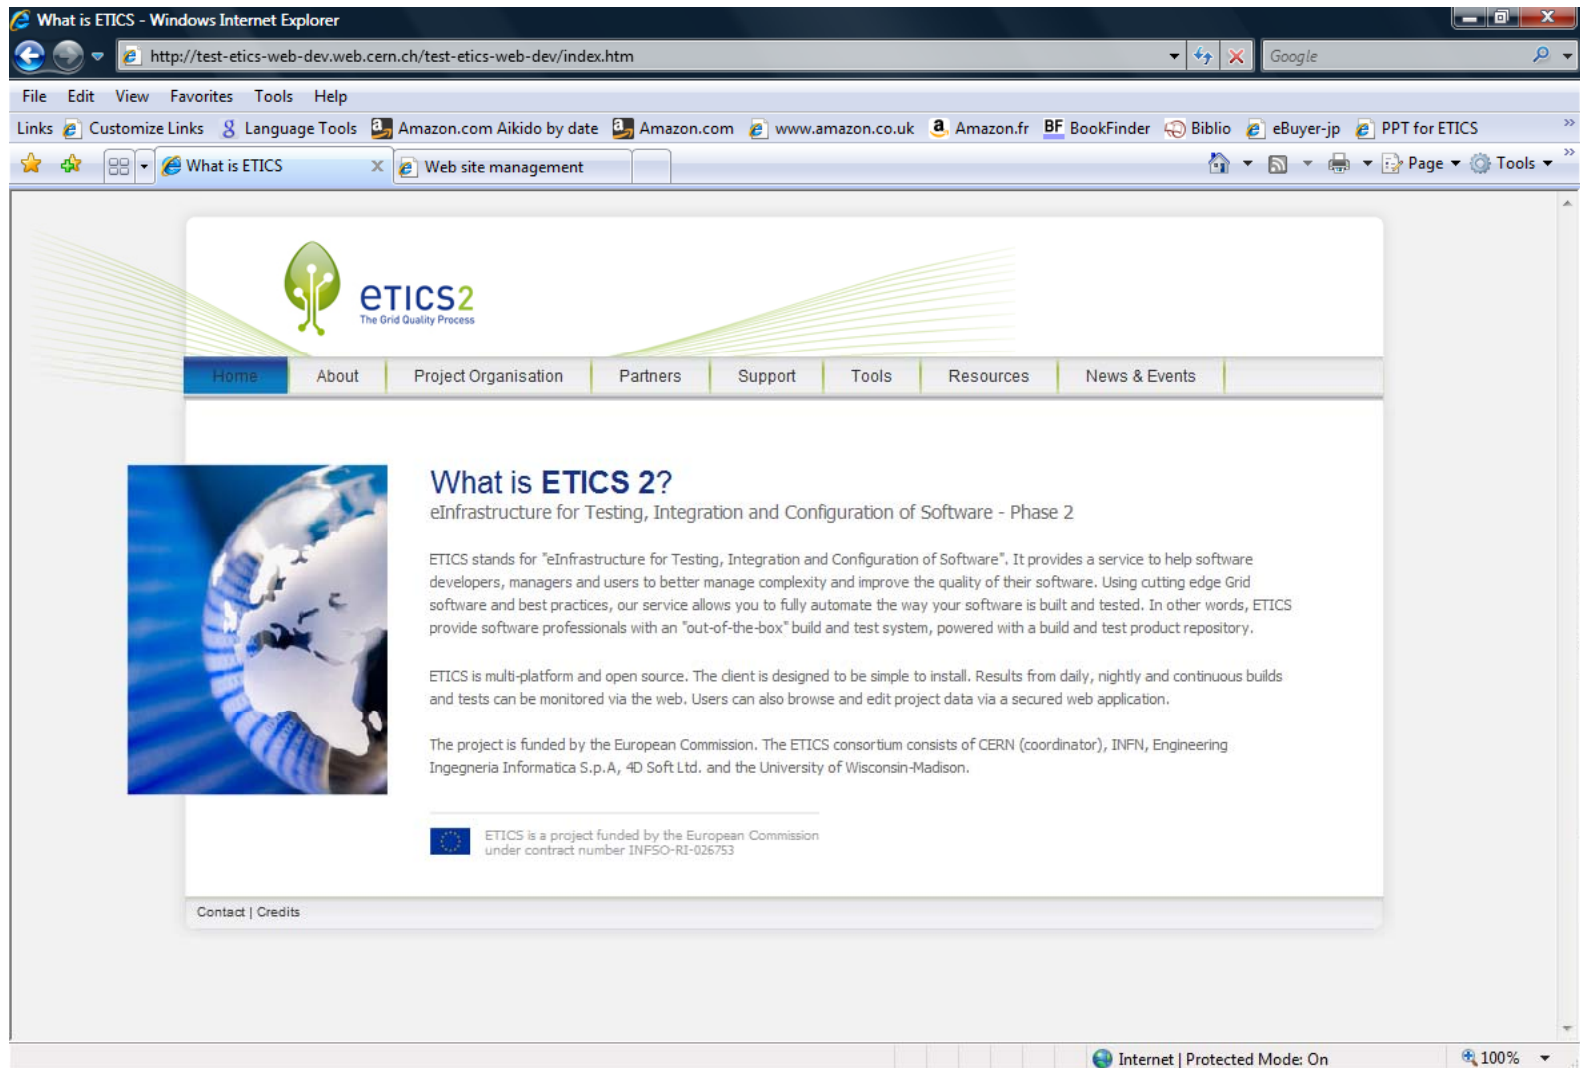 What is ETICS - Windows Internet Explorer
http://test-etics-web-dev.web.cern.ch/test-etics-web-dev/index.htm
Google
File Edit View Favorites Tools Help
Links Customize Links Language Tools Amazon.com Aikido by date Amazon.com www.amazon.co.uk Amazon.fr BF BookFinder Biblio eBuyer-jp PPT for ETICS
What is ETICS Web site management Page Tools
eTICS2
The Grid Quality Process
Home About Project Organisation Partners Support Tools Resources News & Events
What is ETICS 2?
eInfrastructure for Testing, Integration and Configuration of Software - Phase 2
ETICS stands for "eInfrastructure for Testing, Integration and Configuration of Software". It provides a service to help software
developers, managers and users to better manage complexity and improve the quality of their software. Using cutting edge Grid
software and best practices, our service allows you to fully automate the way your software is built and tested. In other words, ETICS
provide software professionals with an "out-of-the-box" build and test system, powered with a build and test product repository.
ETICS is multi-platform and open source. The client is designed to be simple to install. Results from daily, nightly and continuous builds
and tests can be monitored via the web. Users can also browse and edit project data via a secured web application.
The project is funded by the European Commission. The ETICS consortium consists of CERN (coordinator), INFN, Engineering
Ingegneria Informatica S.p.A, 4D Soft Ltd. and the University of Wisconsin-Madison.
ETICS is a project funded by the European Commission
under contract number INFSO-RI-026753
Contact | Credits
Internet | Protected Mode: On 100%